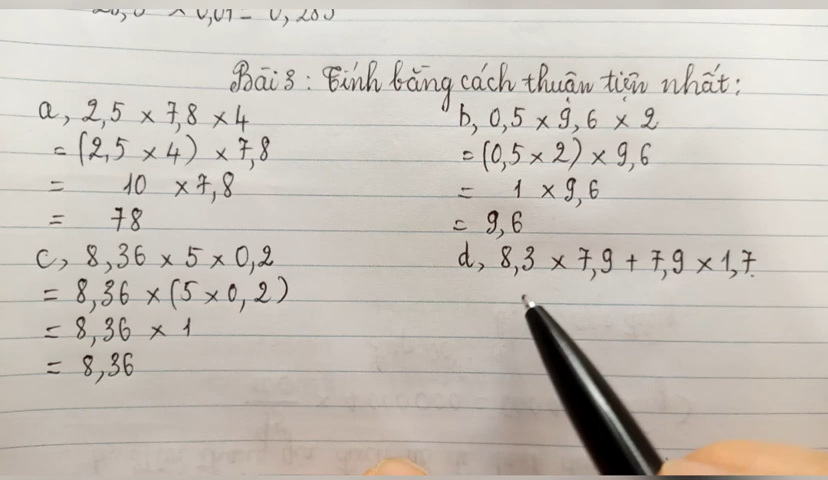 Bài 3 : Tính bằng cách thuận tiện nhất :
a, 2,5 × 7,8 × 4
= (2,5 × 4) × 7,8
= 10 × 7,8
= 78
b, 0,5 × 9,6 × 2
= (0,5 × 2) × 9,6
= 1 × 9,6
= 9,6
c, 8,36 × 5 × 0,2
= 8,36 × (5 × 0,2)
= 8,36 × 1
= 8,36
d, 8,3 × 7,9 + 7,9 × 1,7